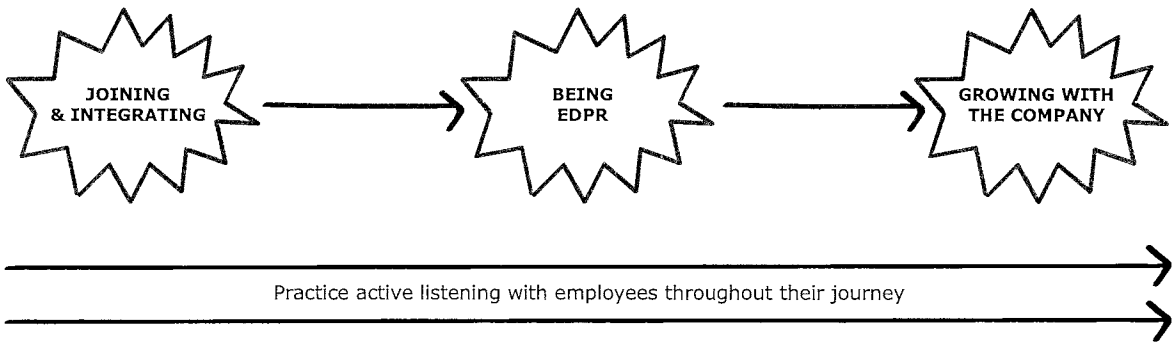 JOINING
& INTEGRATING
BEING
EDPR
GROWING WITH
THE COMPANY
Practice active listening with employees throughout their journey